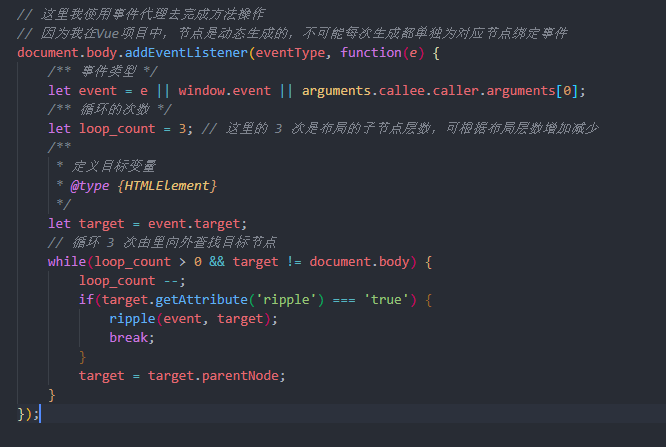 // 这里我使用事件代理去完成方法操作
// 因为我在Vue项目中，节点是动态生成的，不可能每次生成都单独为对应节点绑定事件
document.body.addEventListener(eventType, function(e) {
    /** 事件类型 */
    let event = e || window.event || arguments.callee.caller.arguments[0];
    /** 循环的次数 */
    let loop_count = 3; // 这里的 3 次是布局的子节点层数，可根据布局层数增加减少
    /**
     * 定义目标变量
     * @type {HTMLElement}
     */
    let target = event.target;
    // 循环 3 次由里向外查找目标节点
    while(loop_count > 0 && target != document.body) {
        loop_count --;
        if(target.getAttribute('ripple') === 'true') {
            ripple(event, target);
            break;
        }
        target = target.parentNode;
    }
});